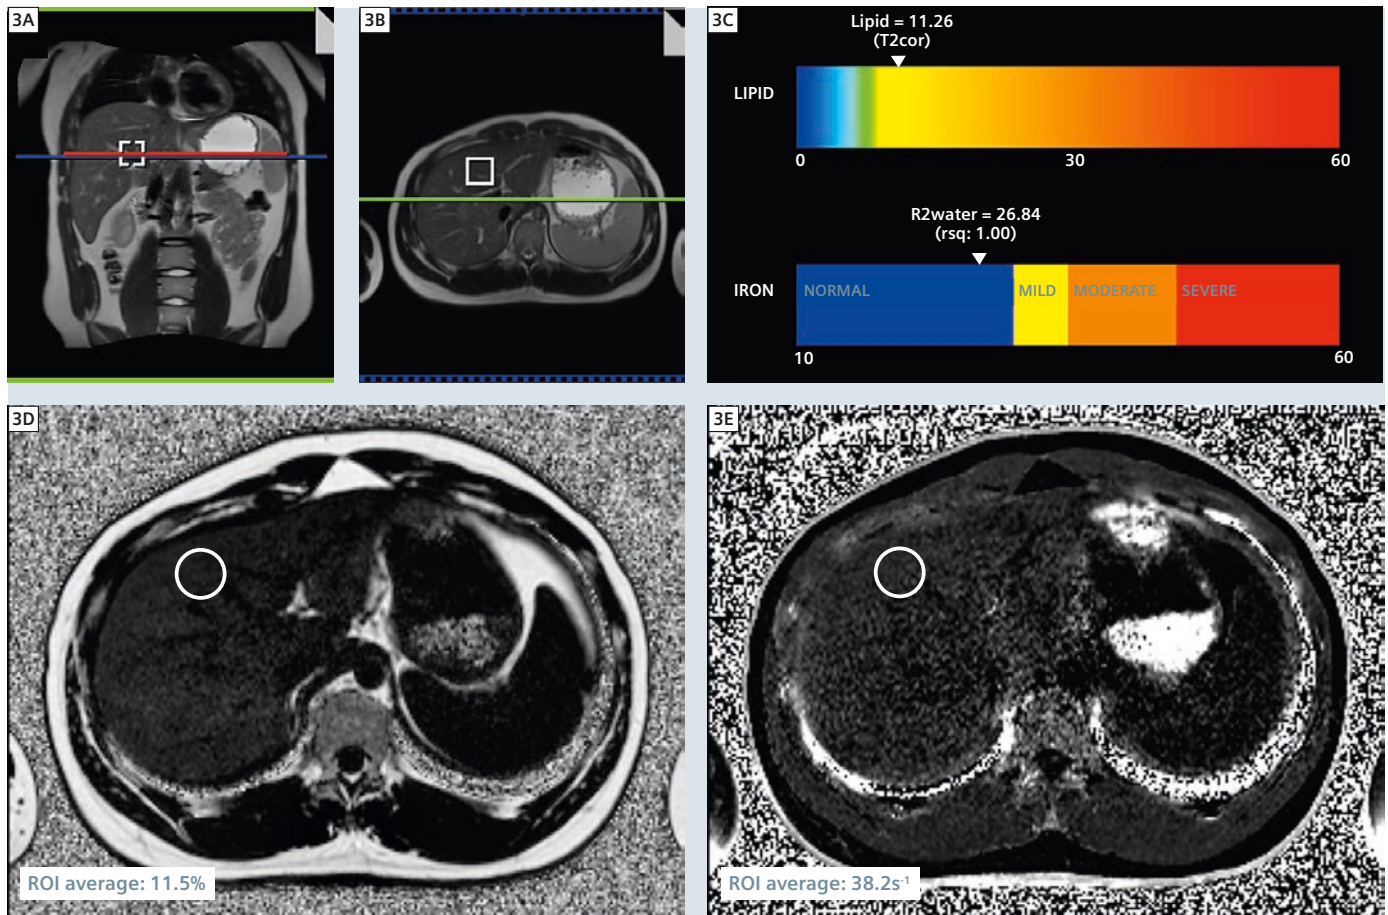 3A
3B
3C
Lipid = 11.26
(T2cor)
LIPID
0
30
60
R2water = 26.84
(rsq: 1.00)
IRON
NORMAL
MILD
MODERATE
SEVERE
10
60
3D
ROI average: 11.5%
3E
ROI average: 38.2s⁻¹